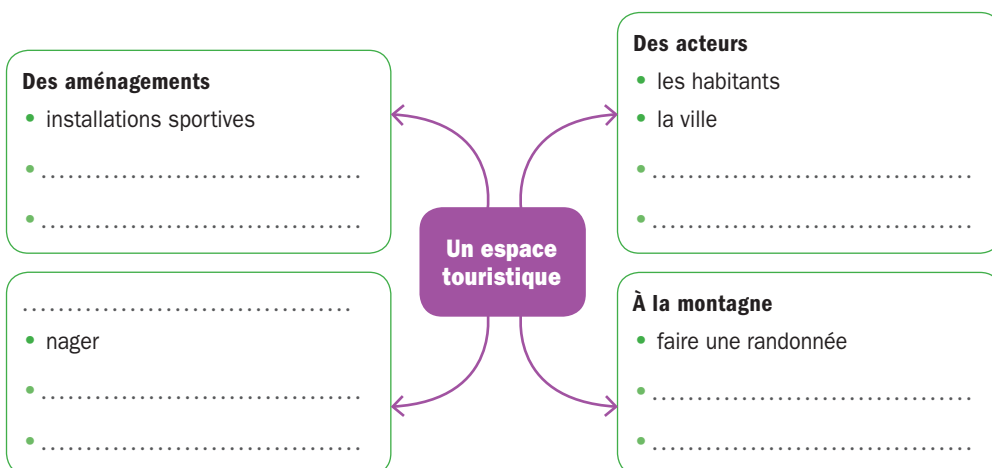 Des aménagements
• installations sportives
• ....................................
• ....................................
Des acteurs
• les habitants
• la ville
• ....................................
• ....................................
Un espace
touristique
.....................................
• nager
• ....................................
• ....................................
À la montagne
• faire une randonnée
• ....................................
• ....................................